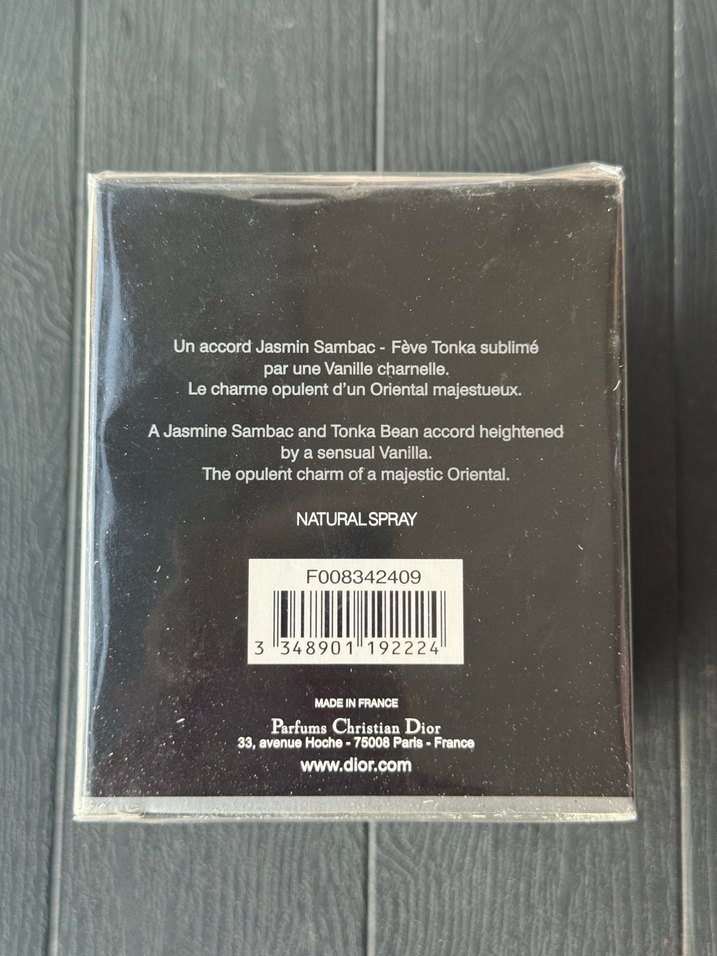 Un accord Jasmin Sambac - Fève Tonka sublimé
par une Vanille charnelle.
Le charme opulent d'un Oriental majestueux.
A Jasmine Sambac and Tonka Bean accord heightened
by a sensual Vanilla.
The opulent charm of a majestic Oriental.
NATURAL SPRAY
F008342409
3 348901 192224
MADE IN FRANCE
Parfums Christian Dior
33, avenue Hoche - 75008 Paris - France
www.dior.com